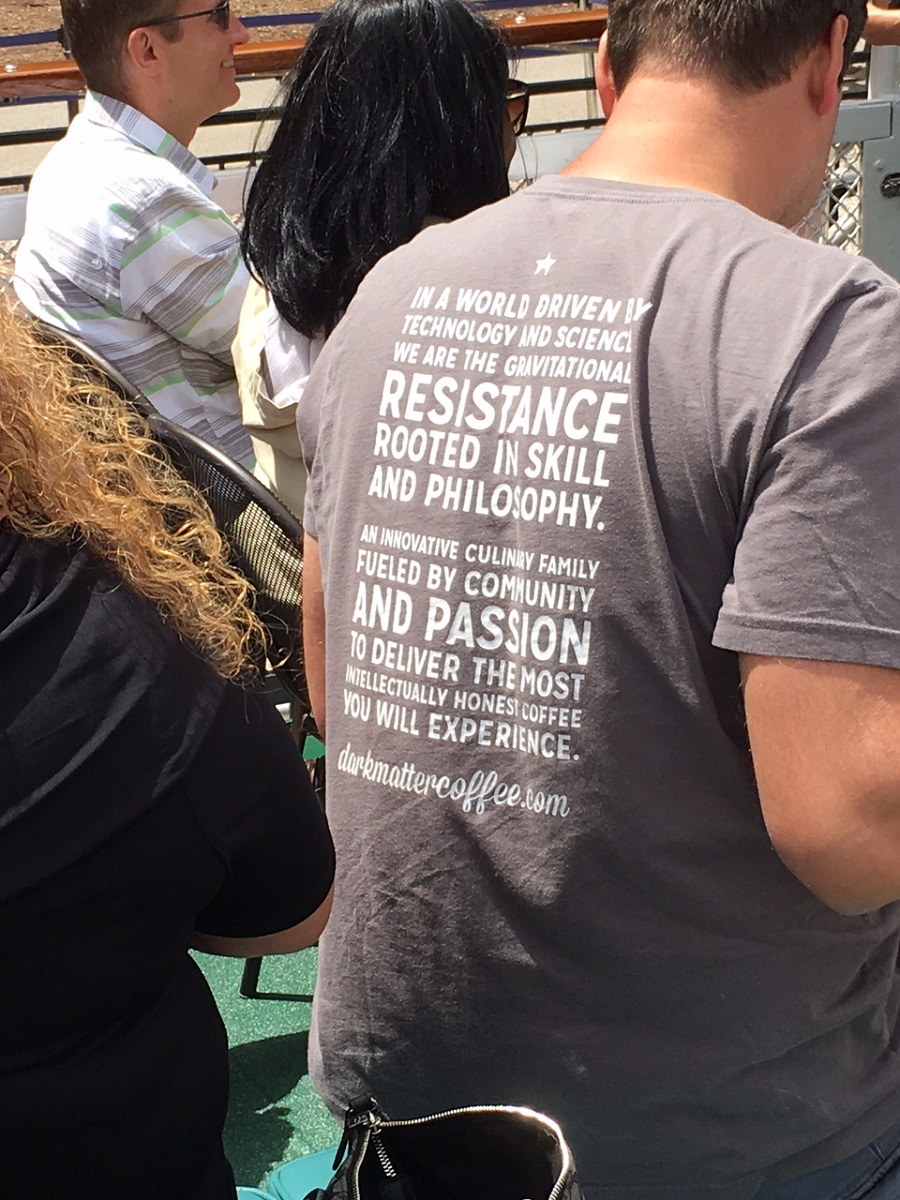 IN A WORLD DRIVEN BY
TECHNOLOGY AND SCIENCE
WE ARE THE GRAVITATIONAL
RESISTANCE
ROOTED IN SKILL
AND PHILOSOPHY.
AN INNOVATIVE CULINARY FAMILY
FUELED BY COMMUNITY
AND PASSION
TO DELIVER THE MOST
INTELLECTUALLY HONEST COFFEE
YOU WILL EXPERIENCE.
darkmattercoffee.com